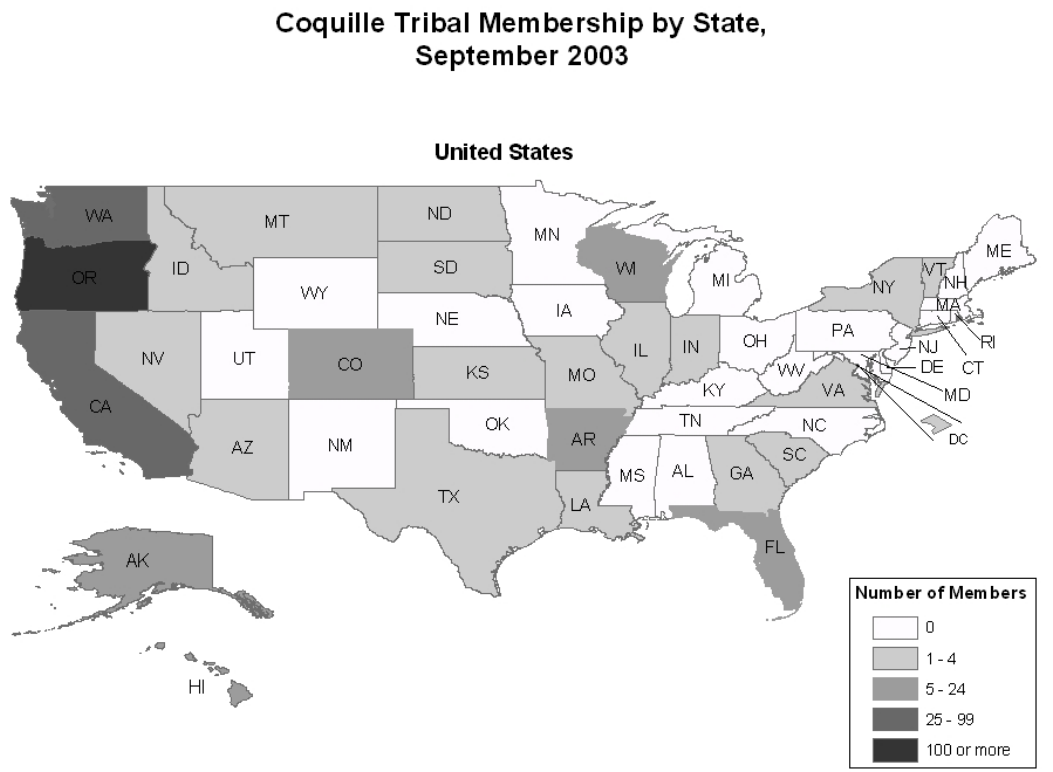 Coquille Tribal Membership by State,
September 2003
United States
WA
MT
ND
MN
OR
ID
SD
WI
MI
ME
VT
NH
NY
MA
WY
IA
NE
PA
RI
NV
UT
CO
KS
MO
IL
IN
OH
NJ
CT
DE
WV
VA
MD
KY
CA
AZ
NM
OK
AR
TN
NC
DC
SC
TX
LA
MS
AL
GA
FL
AK
HI
Number of Members
0
1 - 4
5 - 24
25 - 99
100 or more